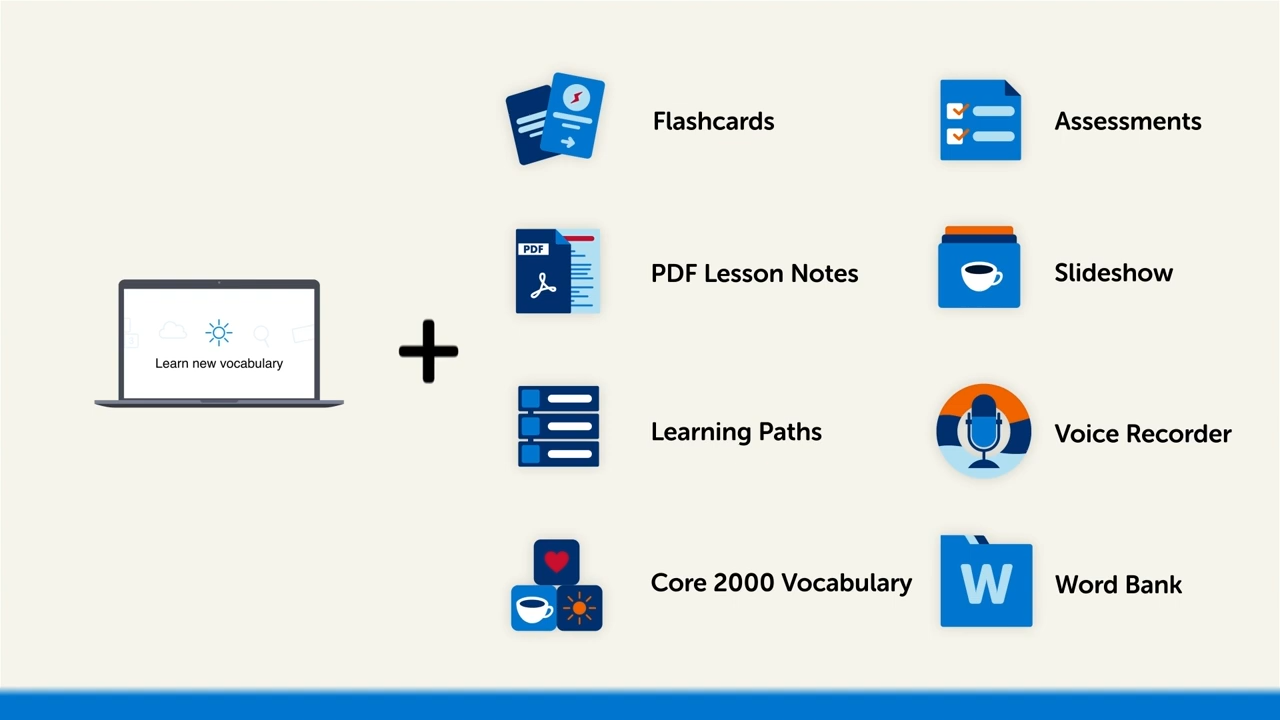 Flashcards
Assessments
PDF
PDF Lesson Notes
Slideshow
Learn new vocabulary
Learning Paths
Voice Recorder
Core 2000 Vocabulary
W
Word Bank